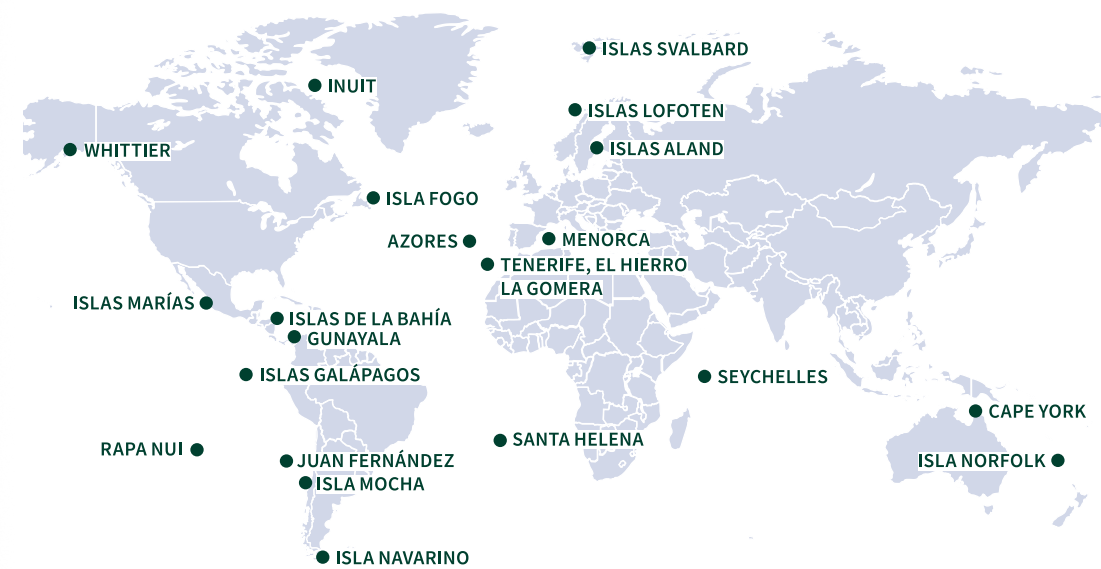 ISLAS SVALBARD
INUIT
ISLAS LOFOTEN
WHITTIER
ISLAS ALAND
ISLA FOGO
AZORES
MENORCA
TENERIFE, EL HIERRO
LA GOMERA
ISLAS MARÍAS
ISLAS DE LA BAHÍA
GUNAYALA
ISLAS GALÁPAGOS
SEYCHELLES
CAPE YORK
SANTA HELENA
RAPA NUI
JUAN FERNÁNDEZ
ISLA NORFOLK
ISLA MOCHA
ISLA NAVARINO